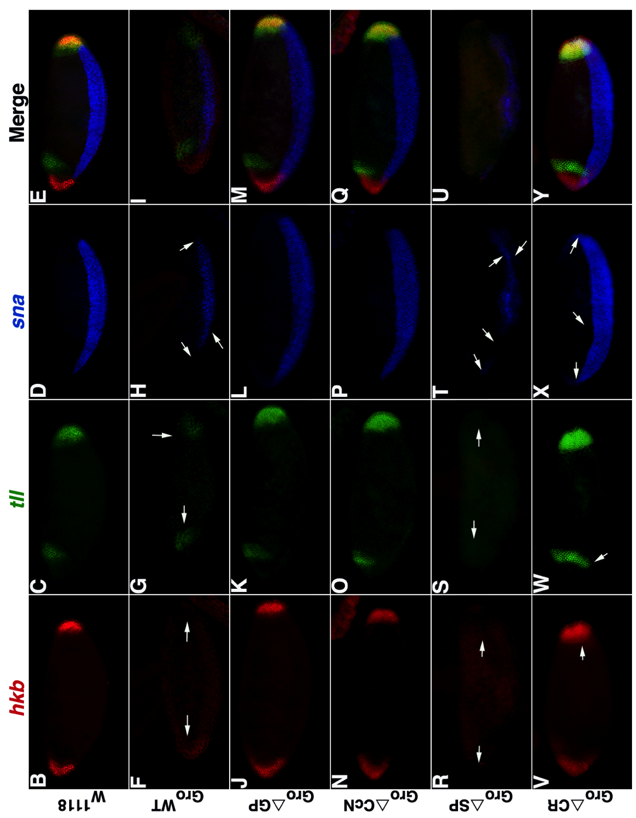 hkb tll sna Merge
W1118 B C D E
GroWT F G H I
Gro△GP J K L M
Gro△CcN N O P Q
Gro△SP R S T U
Gro△CR V W X Y